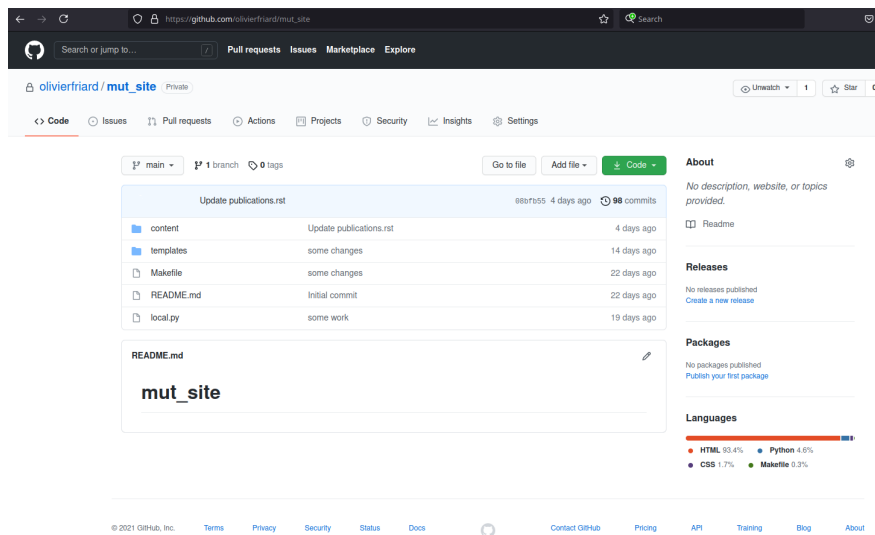 https://github.com/olivierfriard/mut_site
Search
Search or jump to...
/
Pull requests Issues Marketplace Explore
olivierfriard / mut_site Private
Unwatch 1 Star 0
Code Issues Pull requests Actions Projects Security Insights Settings
main 1 branch 0 tags
Go to file Add file Code
Update publications.rst 08bfb55 4 days ago 98 commits
content Update publications.rst 4 days ago
templates some changes 14 days ago
Makefile some changes 22 days ago
README.md Initial commit 22 days ago
local.py some work 19 days ago
README.md
mut_site
About
No description, website, or topics
provided.
Readme
Releases
No releases published
Create a new release
Packages
No packages published
Publish your first package
Languages
HTML 93.4% Python 4.6%
CSS 1.7% Makefile 0.3%
© 2021 GitHub, Inc. Terms Privacy Security Status Docs Contact GitHub Pricing API Training Blog About